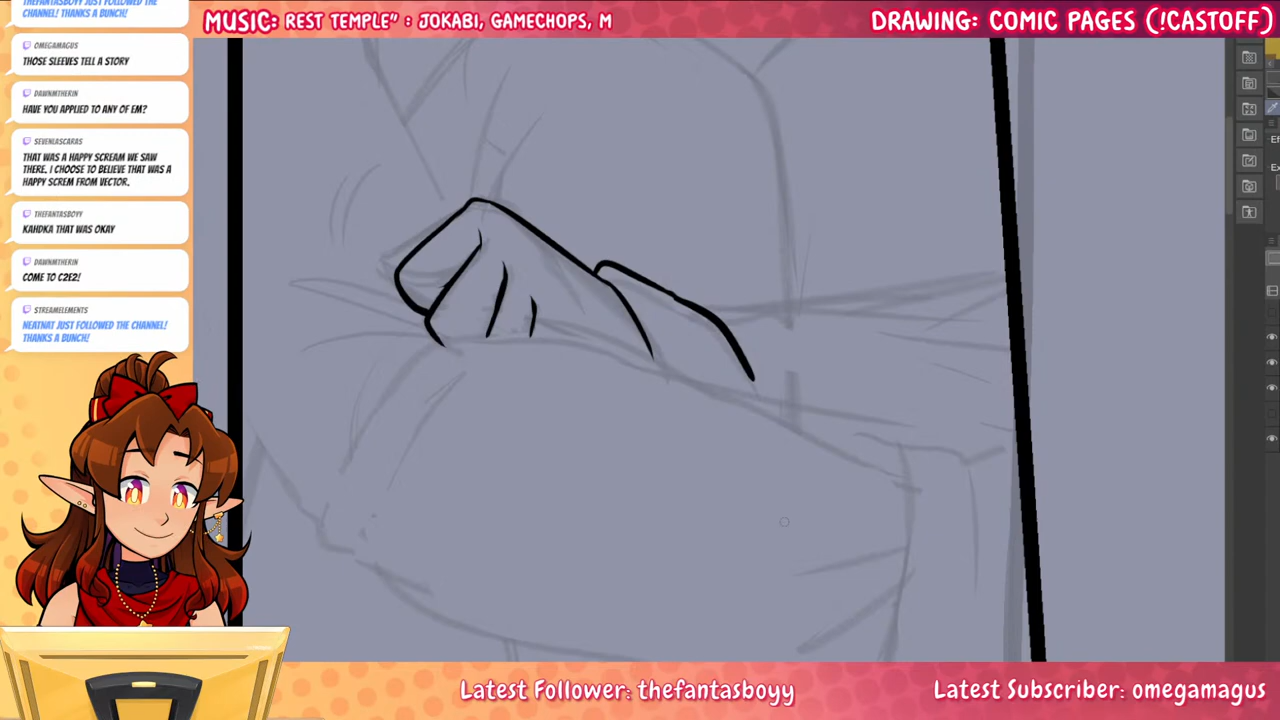 MUSIC: REST TEMPLE” : JOKABI, GAMECHOPS, M
DRAWING: COMIC PAGES (!CASTOFF)
THEFANTASBOYY JUST FOLLOWED THE
CHANNEL! THANKS A BUNCH!
OMEGAMAGUS
THOSE SLEEVES TELL A STORY
DAWNMTHERIN
HAVE YOU APPLIED TO ANY OF EM?
SEVENLASCARAS
THAT WAS A HAPPY SCREAM WE SAW
THERE. I CHOOSE TO BELIEVE THAT WAS A
HAPPY SCREM FROM VECTOR.
THEFANTASBOYY
KAHDKA THAT WAS OKAY
DAWNMTHERIN
COME TO C2E2!
STREAMELEMENTS
NEATNAT JUST FOLLOWED THE CHANNEL!
THANKS A BUNCH!
Ef
Ex
Latest Follower: thefantasboyy
Latest Subscriber: omegamagus